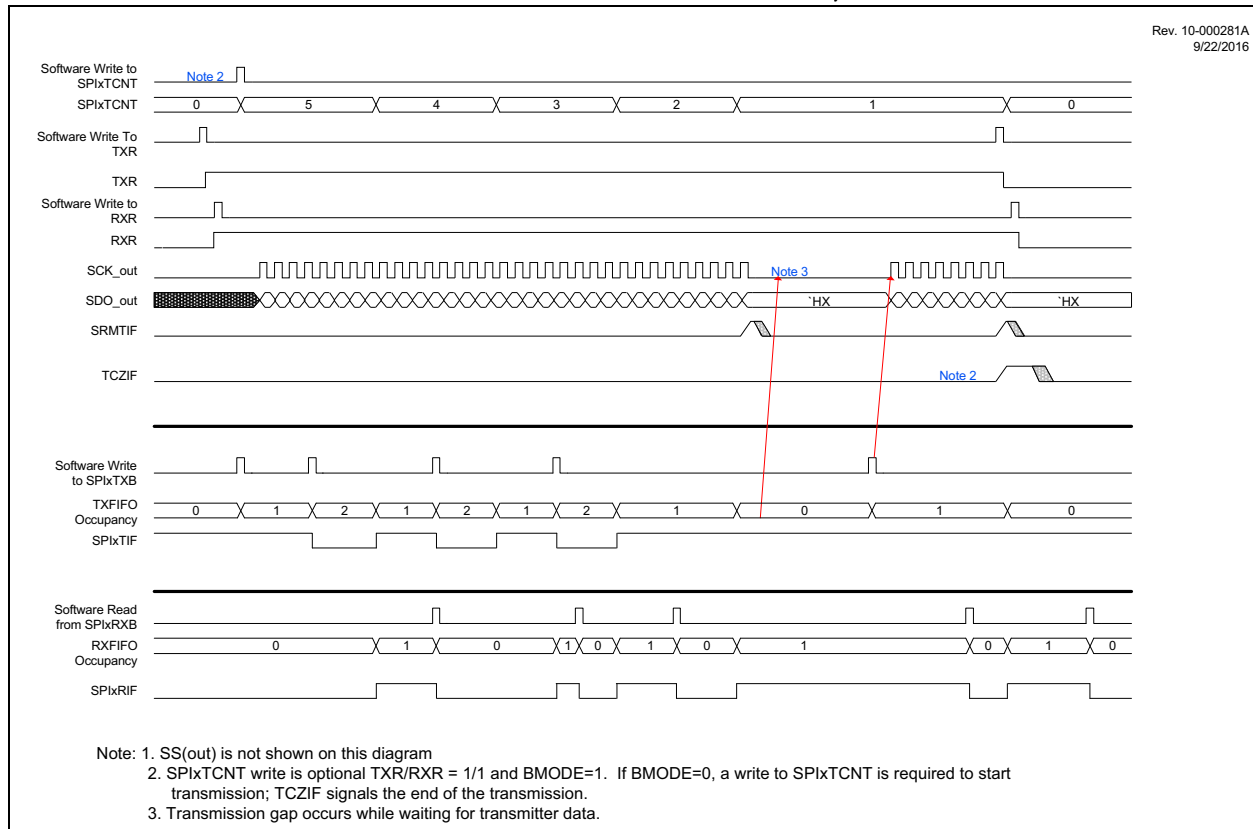 Rev. 10-000281A
9/22/2016
Software Write to
SPIxTCNT
Note 2
SPIxTCNT
0 5 4 3 2 1 0
Software Write To
TXR
TXR
Software Write to
RXR
RXR
SCK_out
Note 3
SDO_out
`HX `HX
SRMTIF
TCZIF
Note 2
Software Write
to SPIxTXB
TXFIFO
Occupancy
0 1 2 1 2 1 2 1 0 1 0
SPIxTIF
Software Read
from SPIxRXB
RXFIFO
Occupancy
0 1 0 1 0 1 0 1 0 1 0
SPIxRIF
Note: 1. SS(out) is not shown on this diagram
2. SPIxTCNT write is optional TXR/RXR = 1/1 and BMODE=1. If BMODE=0, a write to SPIxTCNT is required to start
transmission; TCZIF signals the end of the transmission.
3. Transmission gap occurs while waiting for transmitter data.